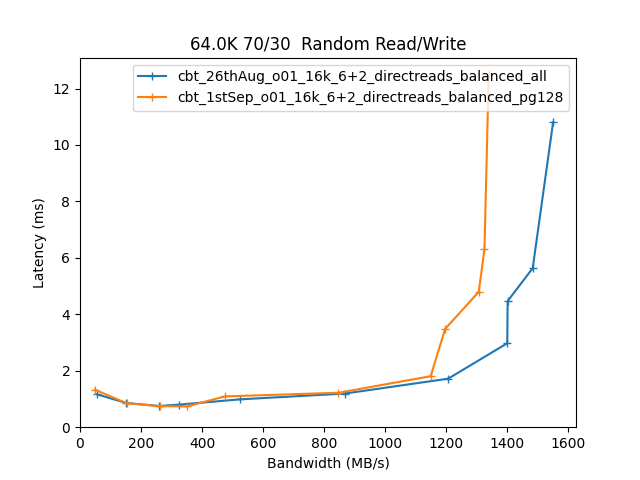 64.0K 70/30  Random Read/Write
cbt_26thAug_o01_16k_6+2_directreads_balanced_all
cbt_1stSep_o01_16k_6+2_directreads_balanced_pg128
Latency (ms)
12
10
8
6
4
2
0
0 200 400 600 800 1000 1200 1400 1600
Bandwidth (MB/s)